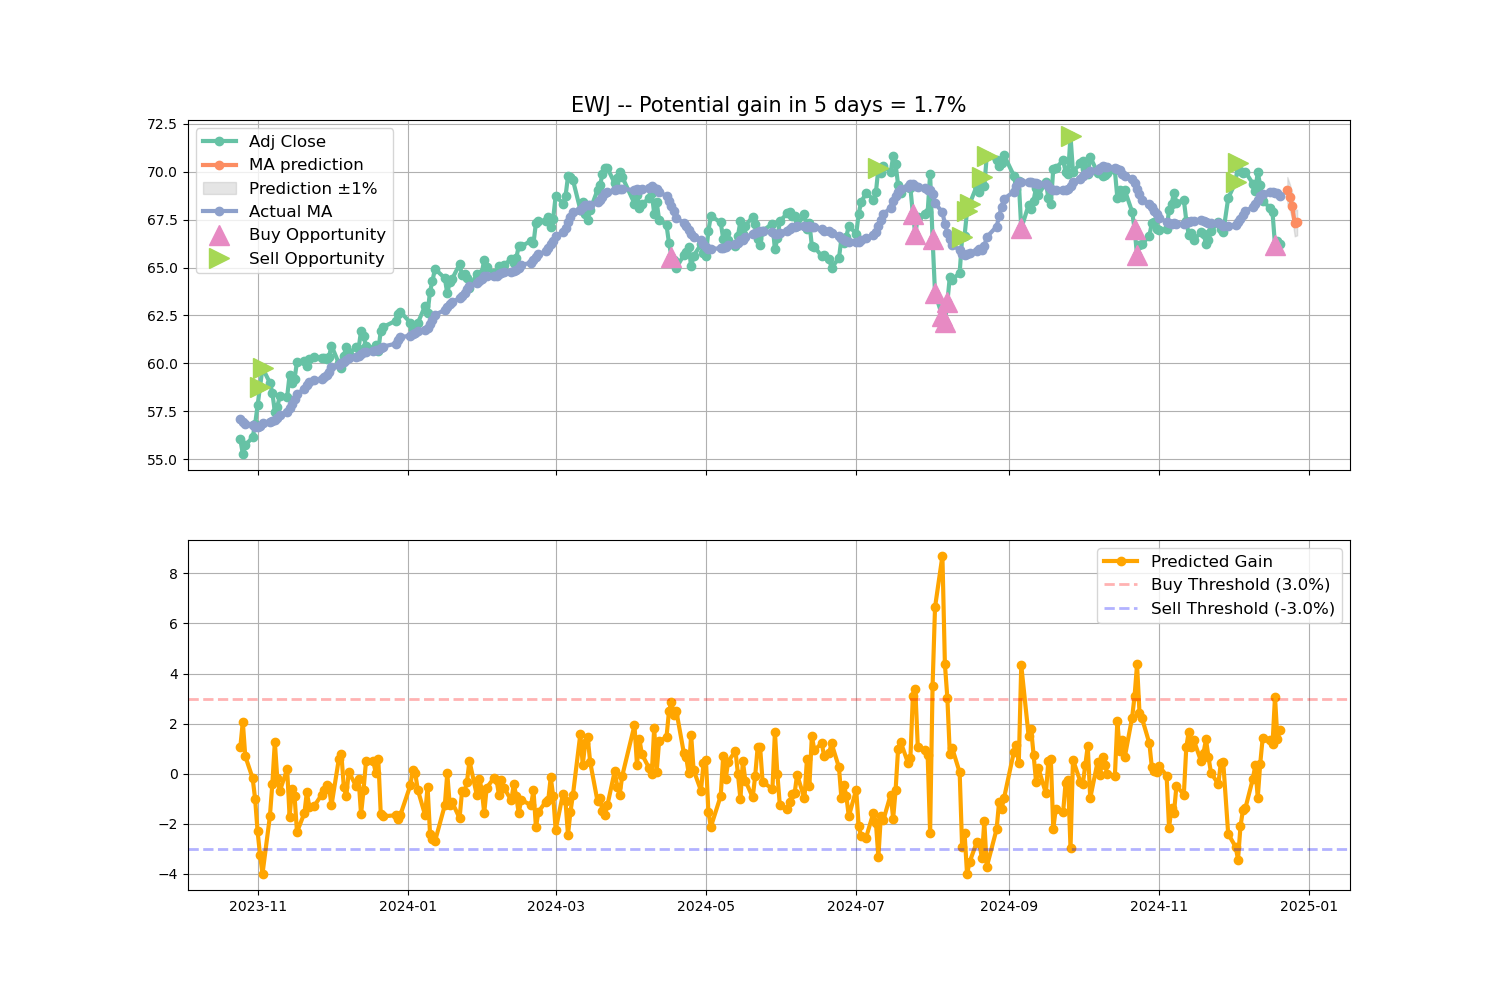 EWJ -- Potential gain in 5 days = 1.7%
72.5
70.0
67.5
65.0
62.5
60.0
57.5
55.0
Adj Close
MA prediction
Prediction ±1%
Actual MA
Buy Opportunity
Sell Opportunity
8
6
4
2
0
−2
−4
Predicted Gain
Buy Threshold (3.0%)
Sell Threshold (-3.0%)
2023-11 2024-01 2024-03 2024-05 2024-07 2024-09 2024-11 2025-01